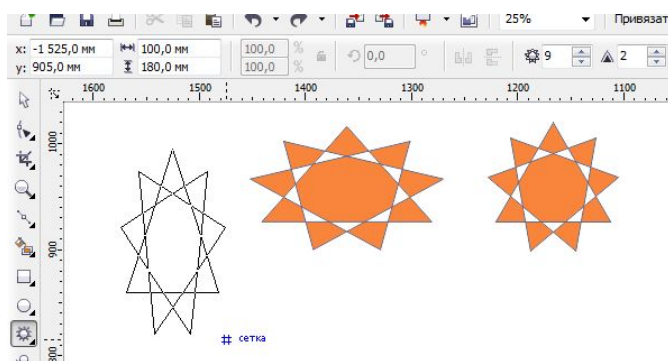 25% Привязат
x: -1 525,0 мм 100,0 мм 100,0 % 0,0 ° 9 2
y: 905,0 мм 180,0 мм 100,0 %
1600 1500 1400 1300 1200 1100
1000
900
800
сетка